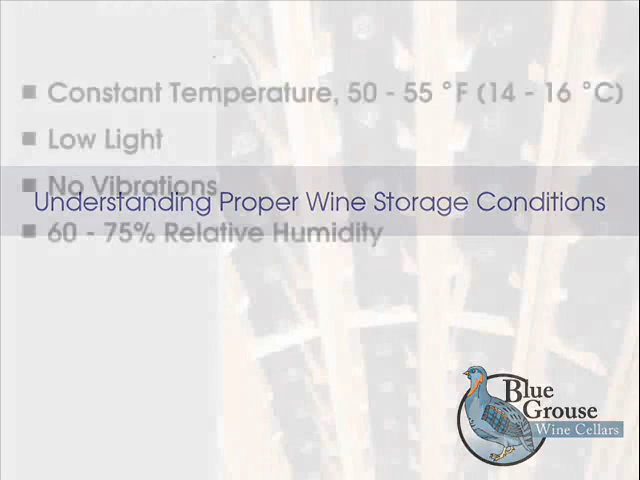 Constant Temperature, 50 - 55 °F (14 - 16 °C)
Low Light
No Vibrations
Understanding Proper Wine Storage Conditions
60 - 75% Relative Humidity
Blue
Grouse
Wine Cellars